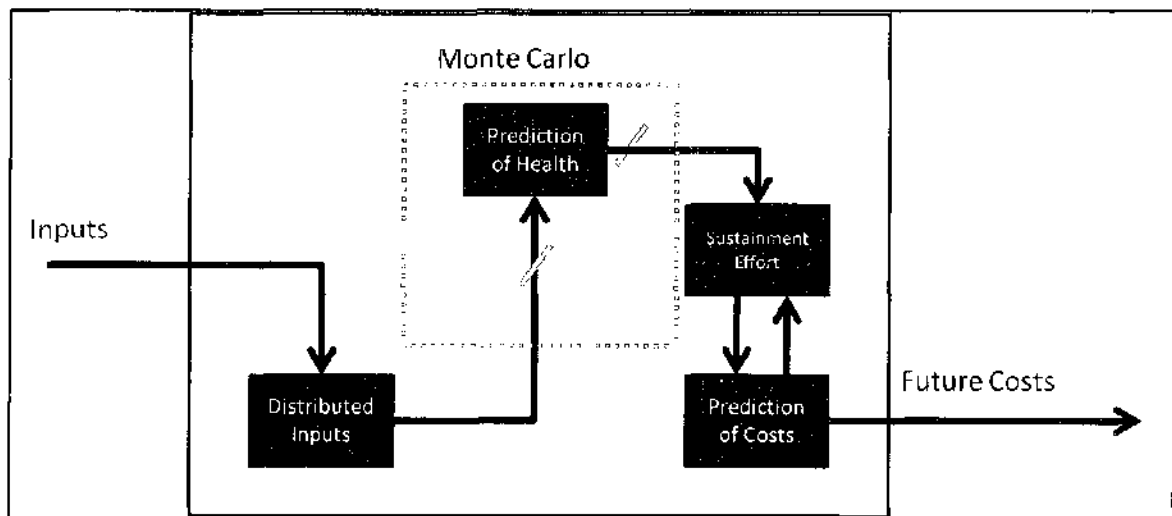 Monte Carlo
Prediction
of Health
Inputs
Sustainment
Effort
Distributed
Inputs
Prediction
of Costs
Future Costs